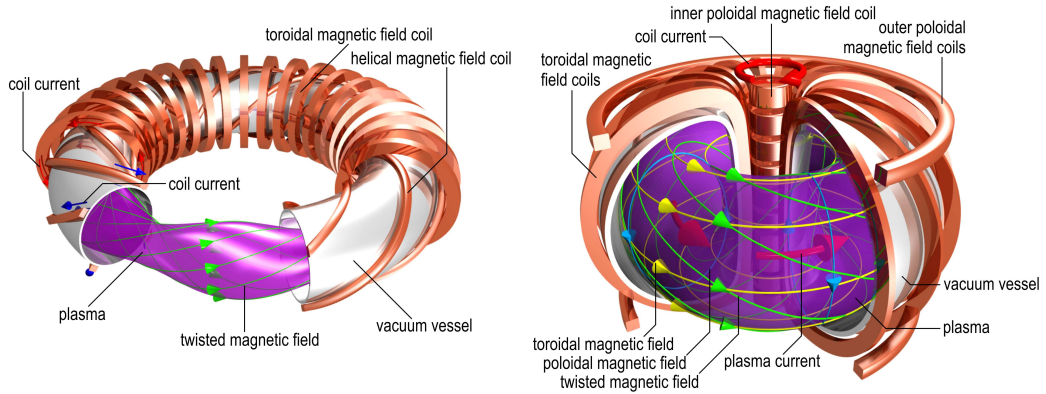 toroidal magnetic field coil
helical magnetic field coil
coil current
coil current
plasma
twisted magnetic field
vacuum vessel
inner poloidal magnetic field coil
coil current
outer poloidal
magnetic field coils
toroidal magnetic
field coils
vacuum vessel
plasma
toroidal magnetic field
poloidal magnetic field
plasma current
twisted magnetic field